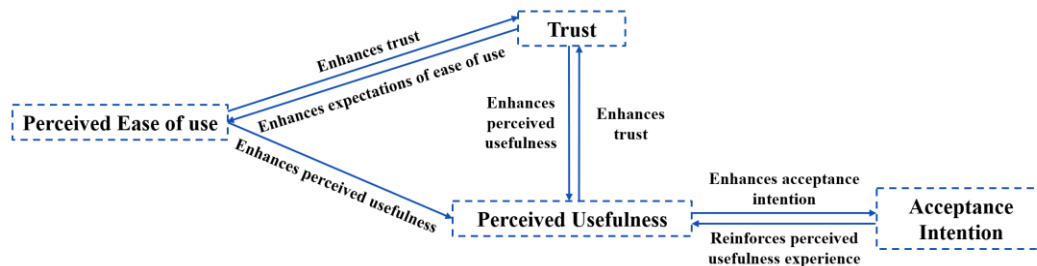 Trust
Enhances trust
Enhances expectations of ease of use
Perceived Ease of use
Enhances
perceived
usefulness
Enhances
trust
Enhances perceived usefulness
Perceived Usefulness
Enhances acceptance
intention
Reinforces perceived
usefulness experience
Acceptance
Intention